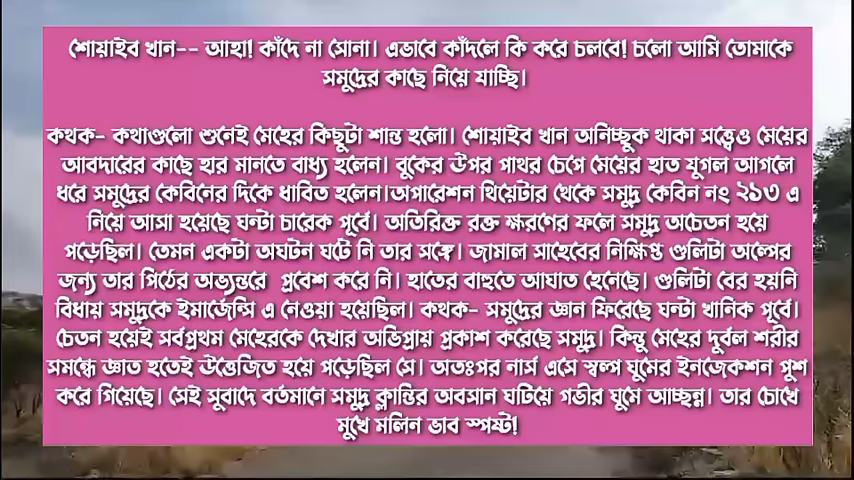 শোয়াইব খান-- আহা! কাঁদে না সোনা। এভাবে কাঁদলে কি করে চলবে! চলো আমি তোমাকে
সমুদ্রের কাছে নিয়ে যাচ্ছি।
কথক- কথাগুলো শুনেই মেহের কিছুটা শান্ত হলো। শোয়াইব খান অনিচ্ছুক থাকা সত্ত্বেও মেয়ের
আবদারের কাছে হার মানতে বাধ্য হলেন। বুকের উপর পাথর চেপে মেয়ের হাত যুগল আগলে
ধরে সমুদ্রের কেবিনের দিকে ধাবিত হলেন।অপারেশন থিয়েটার থেকে সমুদ্র কেবিন নং ২১৩ এ
নিয়ে আসা হয়েছে ঘন্টা চারেক পূর্বে। অতিরিক্ত রক্ত ক্ষরণের ফলে সমুদ্র অচেতন হয়ে
পড়েছিল। তেমন একটা অঘটন ঘটে নি তার সঙ্গে। জামাল সাহেবের নিক্ষিপ্ত গুলিটা অল্পের
জন্য তার পিঠের অভ্যন্তরে প্রবেশ করে নি। হাতের বাহুতে আঘাত হেনেছে। গুলিটা বের হয়নি
বিধায় সমুদ্রকে ইমার্জেন্সি এ নেওয়া হয়েছিল। কথক- সমুদ্রের জ্ঞান ফিরেছে ঘন্টা খানিক পূর্বে।
চেতন হয়েই সর্বপ্রথম মেহেরকে দেখার অভিপ্রায় প্রকাশ করেছে সমুদ্র। কিন্তু মেহের দুর্বল শরীর
সমন্ধে জ্ঞাত হতেই উত্তেজিত হয়ে পড়েছিল সে। অতঃপর নার্স এসে স্বল্প ঘুমের ইনজেকশন পুশ
করে গিয়েছে। সেই সুবাদে বর্তমানে সমুদ্র ক্লান্তির অবসান ঘটিয়ে গভীর ঘুমে আচ্ছন্ন। তার চোখে
মুখে মলিন ভাব স্পষ্ট!